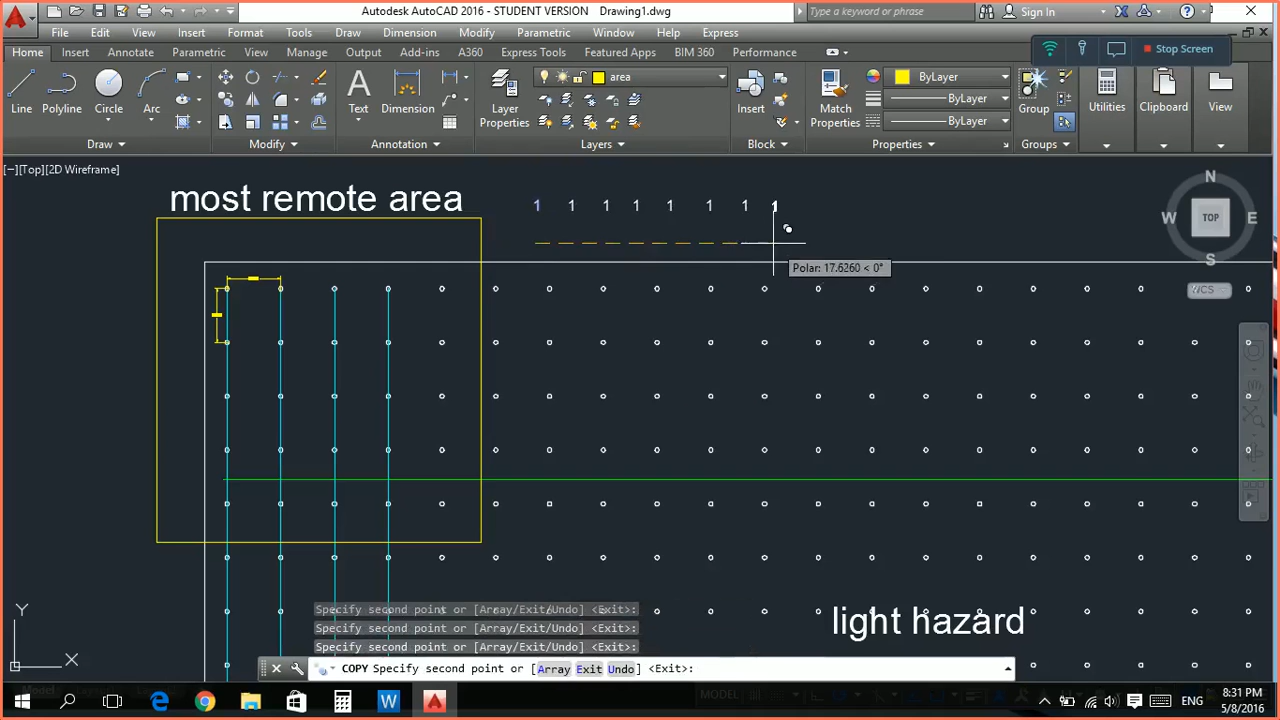 Autodesk AutoCAD 2016 - STUDENT VERSION Drawing1.dwg
Type a keyword or phrase
Sign In
File Edit View Insert Format Tools Draw Dimension Modify Parametric Window Help Express
Home Insert Annotate Parametric View Manage Output Add-ins A360 Express Tools Featured Apps BIM 360 Performance
Stop Screen
area
ByLayer
ByLayer
ByLayer
Line Polyline Circle Arc Text Dimension
Layer Properties
Insert
Match Properties
Group
Utilities
Clipboard
View
Draw Modify Annotation Layers Block Properties Groups
[−][Top][2D Wireframe]
most remote area
1 1 1 1 1 1 1 1
N
W TOP E
S
WCS
Polar: 17.6260 < 0°
light hazard
Y
X
Specify second point or [Array/Exit/Undo] <Exit>:
Specify second point or [Array/Exit/Undo] <Exit>:
Specify second point or [Array/Exit/Undo] <Exit>:
COPY Specify second point or [Array Exit Undo] <Exit>:
Model
MODEL
ENG
8:31 PM
5/8/2016